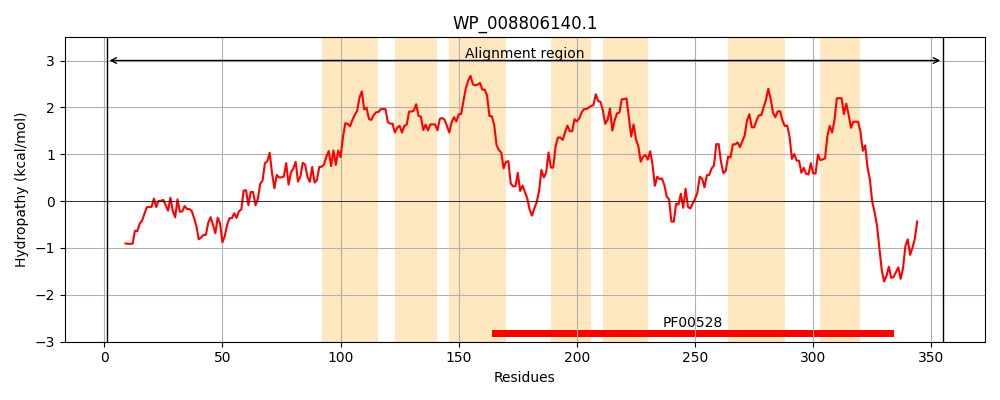 WP_008806140.1
Hydropathy (kcal/mol)
3
2
1
0
−1
−2
−3
Alignment region
PF00528
0 50 100 150 200 250 300 350
Residues